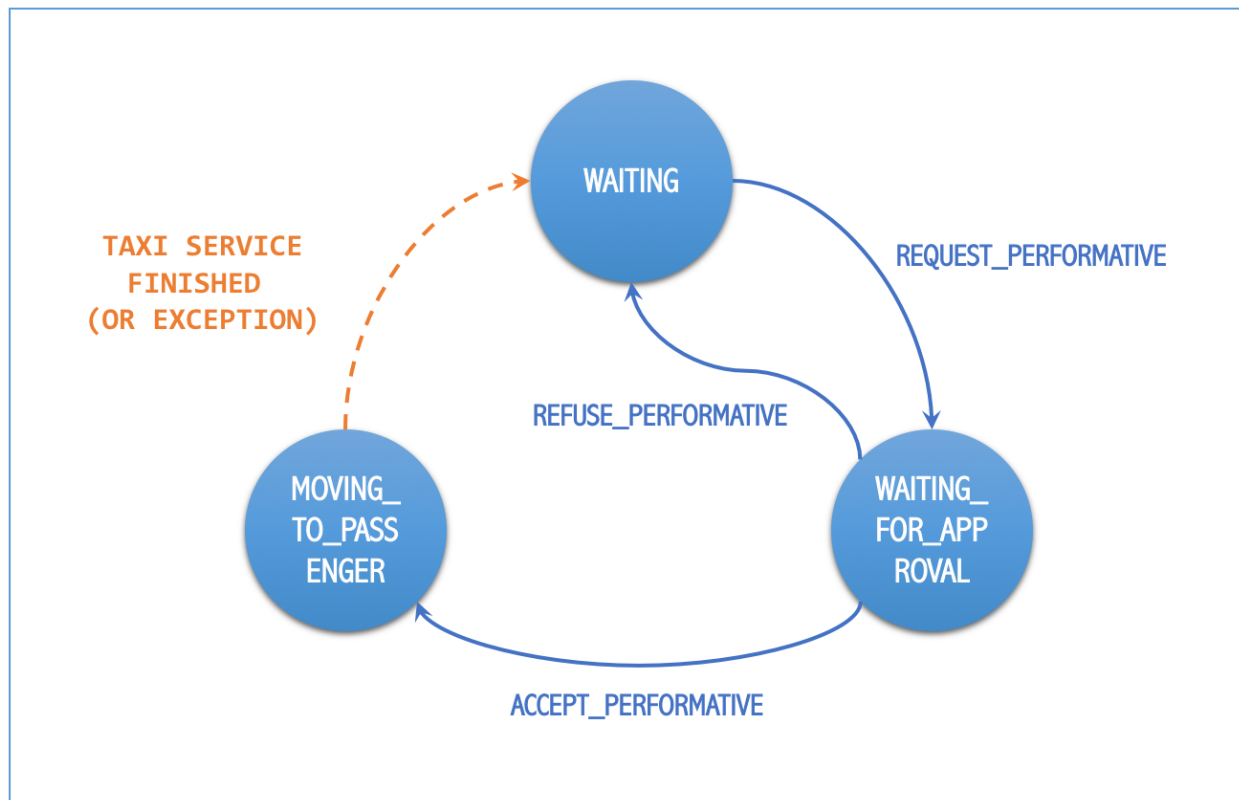 WAITING
TAXI SERVICE
FINISHED
(OR EXCEPTION)
REQUEST_PERFORMATIVE
REFUSE_PERFORMATIVE
MOVING_
TO_PASS
ENGER
WAITING_
FOR_APP
ROVAL
ACCEPT_PERFORMATIVE